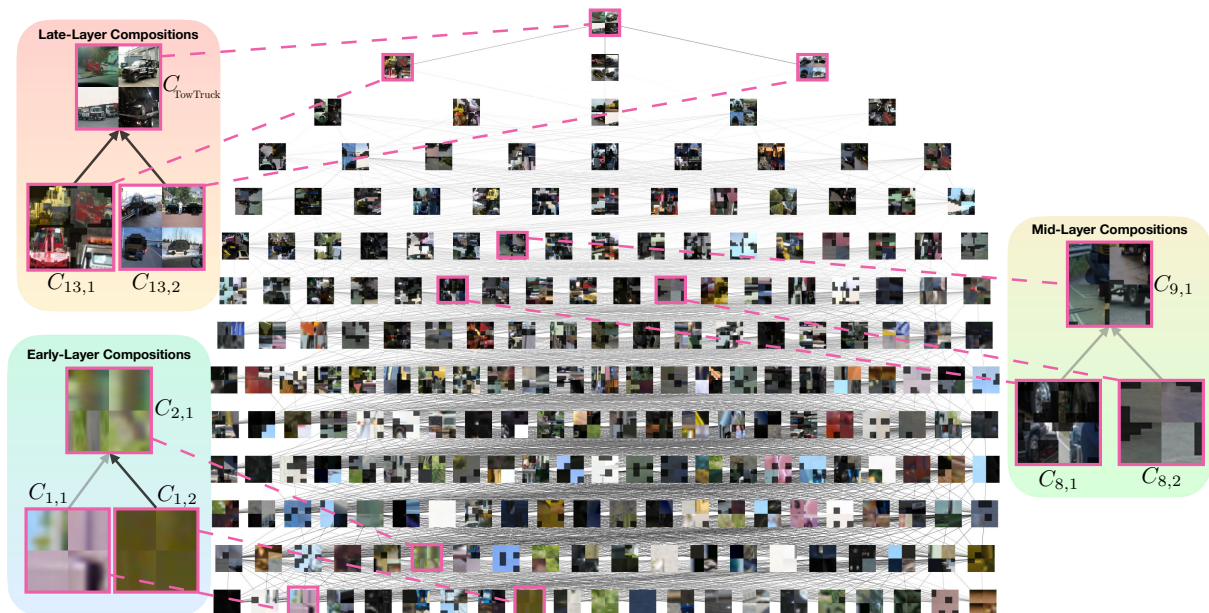 Late-Layer Compositions
C_TowTruck
C_13,1
C_13,2
Early-Layer Compositions
C_2,1
C_1,1
C_1,2
Mid-Layer Compositions
C_9,1
C_8,1
C_8,2